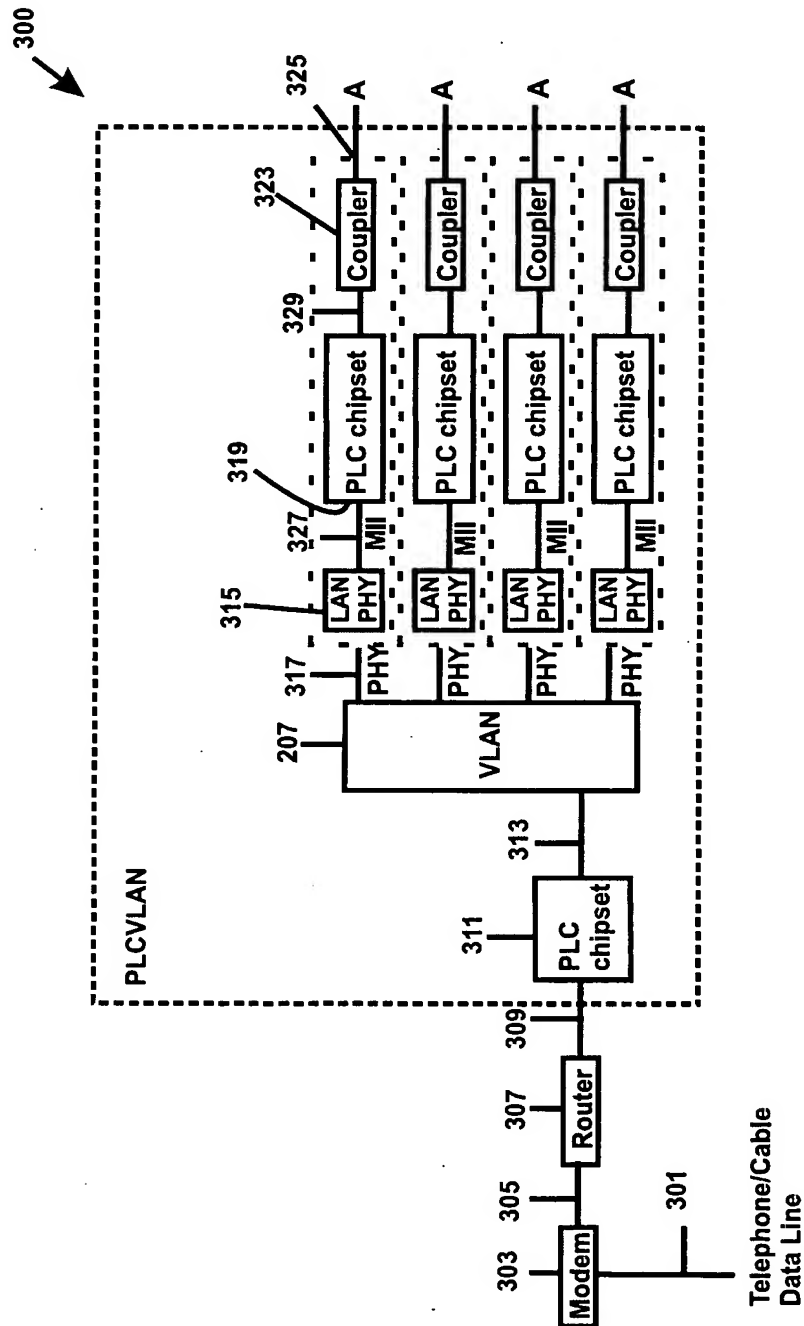 300
PLCVLAN
Telephone/Cable
Data Line
301
Modem
303
305
Router
307
309
PLC
chipset
311
313
VLAN
207
PHY
PHY
PHY
PHY
317
LAN
PHY
315
MII
327
PLC chipset
319
329
Coupler
323
325
A
LAN
PHY
MII
PLC chipset
Coupler
A
LAN
PHY
MII
PLC chipset
Coupler
A
LAN
PHY
MII
PLC chipset
Coupler
A